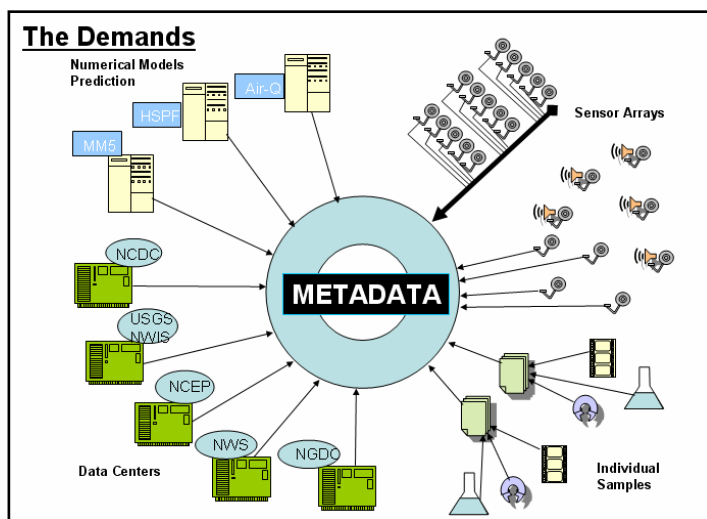 The Demands
Numerical Models
Prediction
Air-Q
HSPF
MM5
Sensor Arrays
NCDC
METADATA
USGS
NWIS
NCEP
NWS
NGDC
Data Centers
Individual
Samples